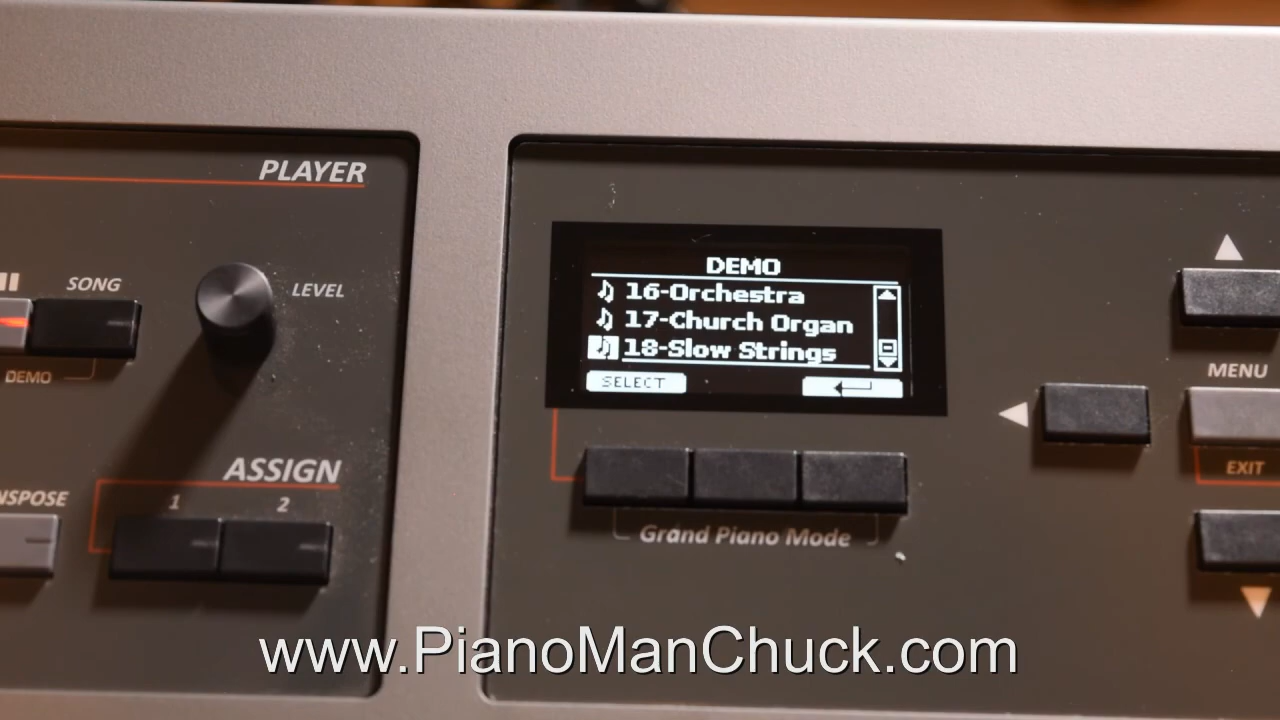 PLAYER
SONG
LEVEL
DEMO
ASSIGN
NSPOSE
1
2
DEMO
16-Orchestra
17-Church Organ
18-Slow Strings
SELECT
Grand Piano Mode
MENU
EXIT
www.PianoManChuck.com